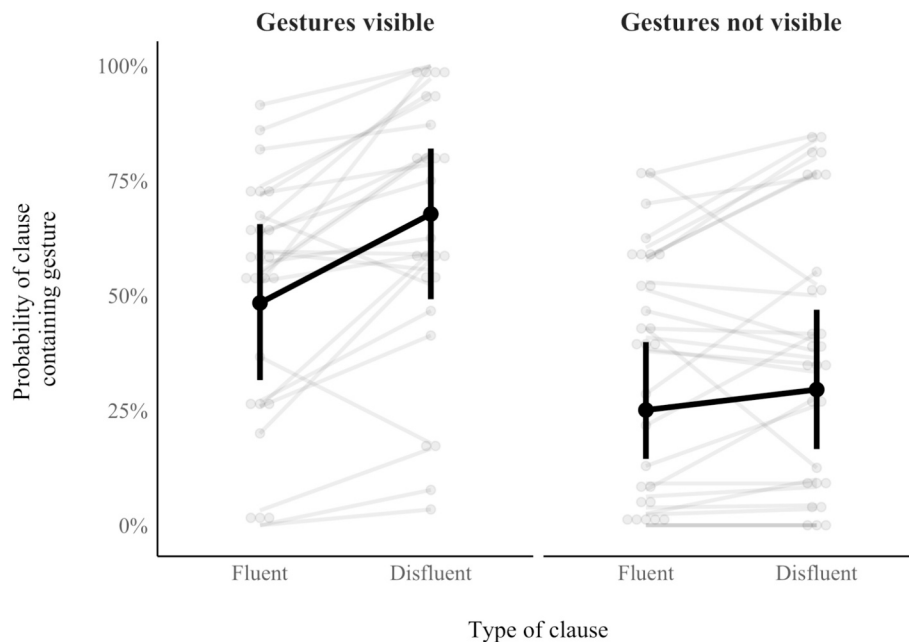 Gestures visible
Gestures not visible
Probability of clause
containing gesture
100%
75%
50%
25%
0%
Fluent
Disfluent
Fluent
Disfluent
Type of clause